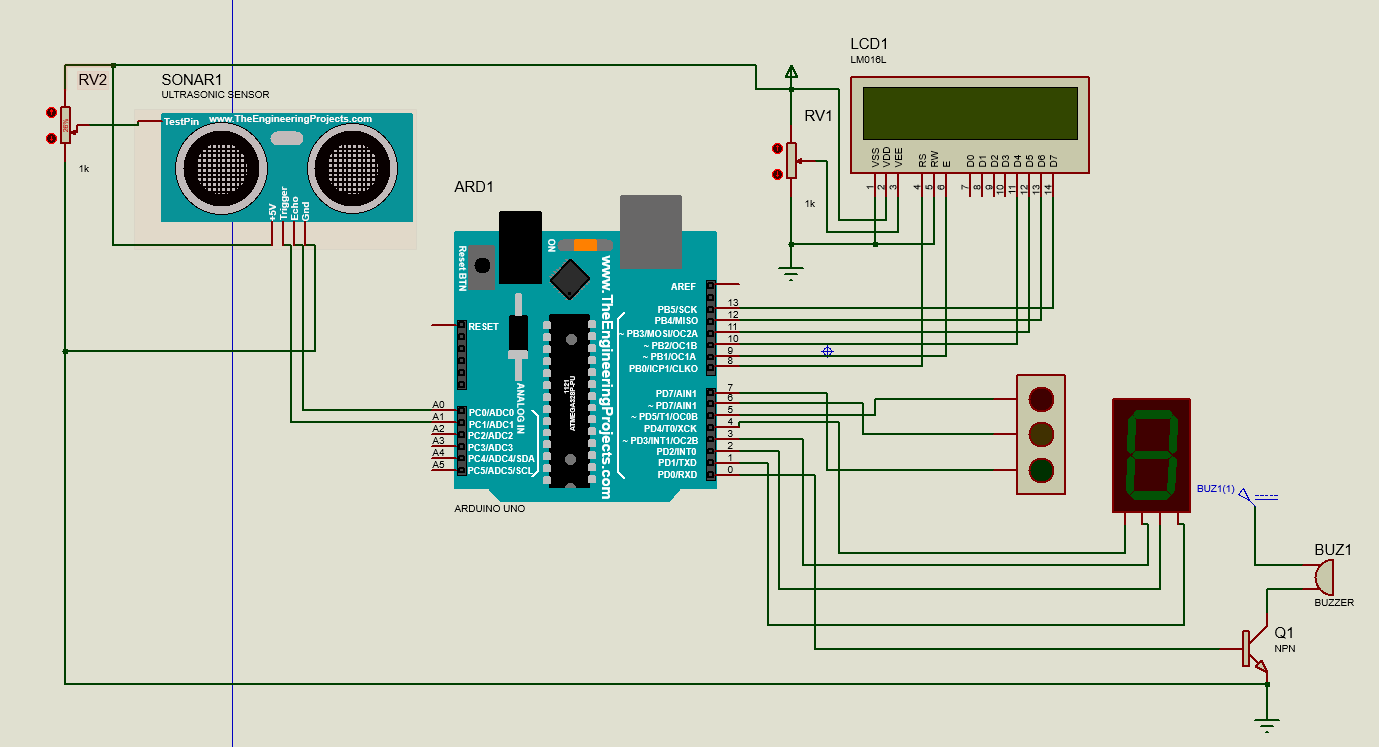 RV2
28%
1k
SONAR1
ULTRASONIC SENSOR
TestPin
www.TheEngineeringProjects.com
+5V
Trigger
Echo
Gnd
ARD1
ON
Reset BTN
www.TheEngineeringProjects.com
RESET
ANALOG IN
1121
ATMEGA328P-PU
A0 PC0/ADC0
A1 PC1/ADC1
A2 PC2/ADC2
A3 PC3/ADC3
A4 PC4/ADC4/SDA
A5 PC5/ADC5/SCL
AREF
PB5/SCK 13
PB4/MISO 12
~ PB3/MOSI/OC2A 11
~ PB2/OC1B 10
~ PB1/OC1A 9
PB0/ICP1/CLKO 8
PD7/AIN1 7
~ PD7/AIN1 6
~ PD5/T1/OC0B 5
PD4/T0/XCK 4
~ PD3/INT1/OC2B 3
PD2/INT0 2
PD1/TXD 1
PD0/RXD 0
ARDUINO UNO
RV1
1k
LCD1
LM016L
VSS VDD VEE RS RW E D0 D1 D2 D3 D4 D5 D6 D7
1 2 3 4 5 6 7 8 9 10 11 12 13 14
BUZ1(1)
BUZ1
BUZZER
Q1
NPN